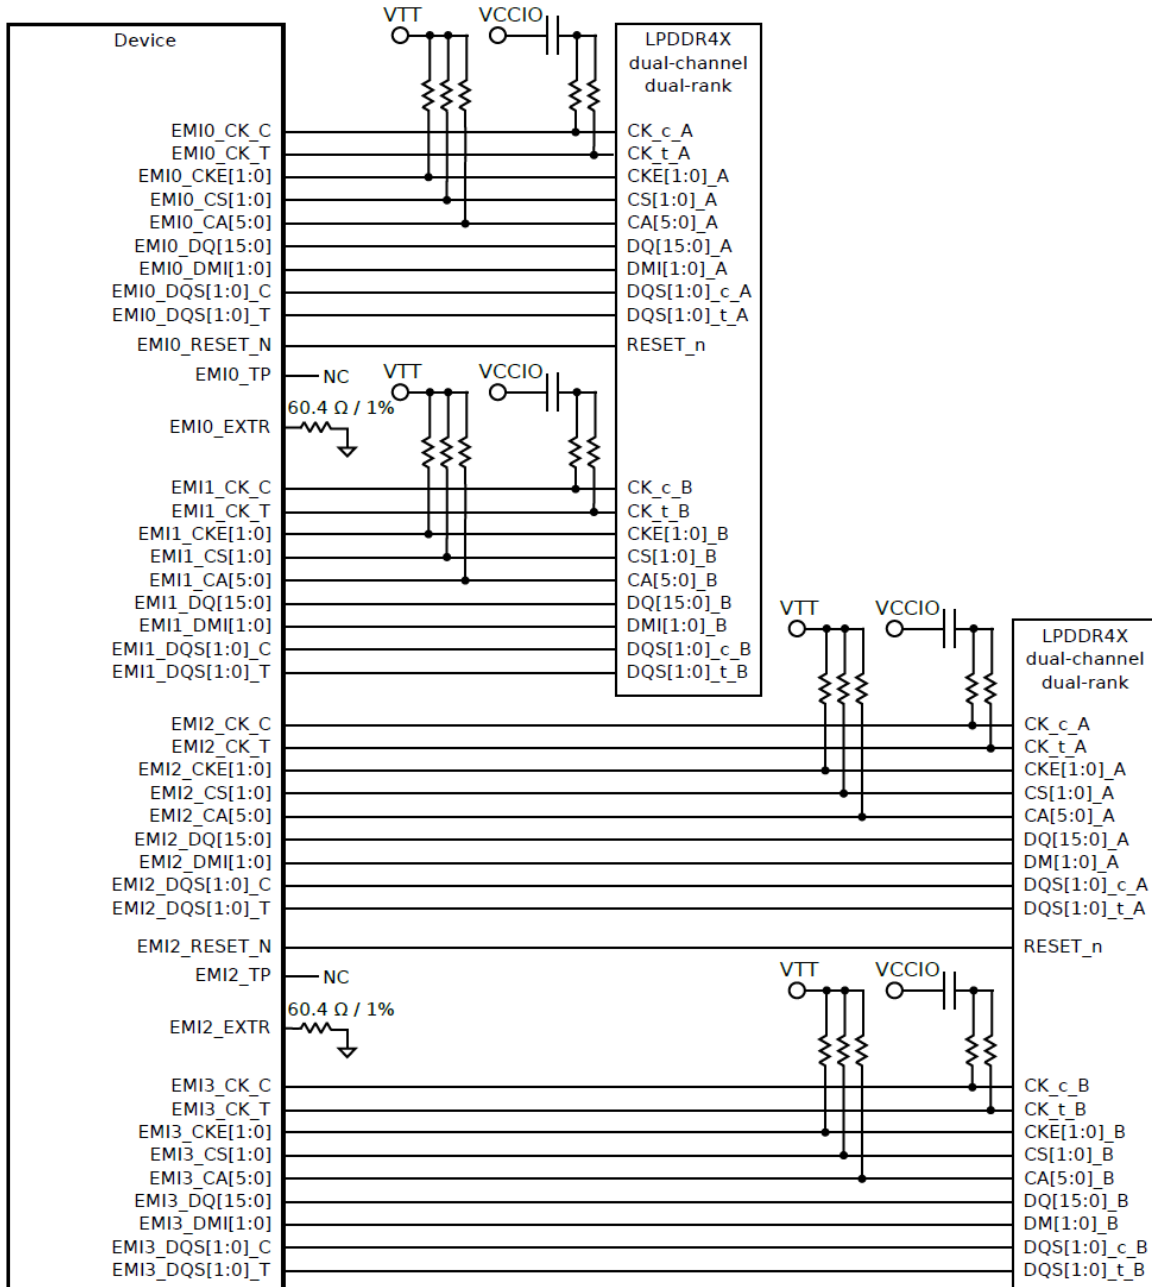 VTT
VCCIO
Device
LPDDR4X
dual-channel
dual-rank
EMI0_CK_C
CK_c_A
EMI0_CK_T
CK_t_A
EMI0_CKE[1:0]
CKE[1:0]_A
EMI0_CS[1:0]
CS[1:0]_A
EMI0_CA[5:0]
CA[5:0]_A
EMI0_DQ[15:0]
DQ[15:0]_A
EMI0_DMI[1:0]
DMI[1:0]_A
EMI0_DQS[1:0]_C
DQS[1:0]_c_A
EMI0_DQS[1:0]_T
DQS[1:0]_t_A
EMI0_RESET_N
RESET_n
EMI0_TP
NC
VTT
VCCIO
60.4 Ω / 1%
EMI0_EXTR
EMI1_CK_C
CK_c_B
EMI1_CK_T
CK_t_B
EMI1_CKE[1:0]
CKE[1:0]_B
EMI1_CS[1:0]
CS[1:0]_B
EMI1_CA[5:0]
CA[5:0]_B
EMI1_DQ[15:0]
DQ[15:0]_B
EMI1_DMI[1:0]
DMI[1:0]_B
EMI1_DQS[1:0]_C
DQS[1:0]_c_B
EMI1_DQS[1:0]_T
DQS[1:0]_t_B
VTT
VCCIO
LPDDR4X
dual-channel
dual-rank
EMI2_CK_C
CK_c_A
EMI2_CK_T
CK_t_A
EMI2_CKE[1:0]
CKE[1:0]_A
EMI2_CS[1:0]
CS[1:0]_A
EMI2_CA[5:0]
CA[5:0]_A
EMI2_DQ[15:0]
DQ[15:0]_A
EMI2_DMI[1:0]
DM[1:0]_A
EMI2_DQS[1:0]_C
DQS[1:0]_c_A
EMI2_DQS[1:0]_T
DQS[1:0]_t_A
EMI2_RESET_N
RESET_n
EMI2_TP
NC
VTT
VCCIO
60.4 Ω / 1%
EMI2_EXTR
EMI3_CK_C
CK_c_B
EMI3_CK_T
CK_t_B
EMI3_CKE[1:0]
CKE[1:0]_B
EMI3_CS[1:0]
CS[1:0]_B
EMI3_CA[5:0]
CA[5:0]_B
EMI3_DQ[15:0]
DQ[15:0]_B
EMI3_DMI[1:0]
DM[1:0]_B
EMI3_DQS[1:0]_C
DQS[1:0]_c_B
EMI3_DQS[1:0]_T
DQS[1:0]_t_B